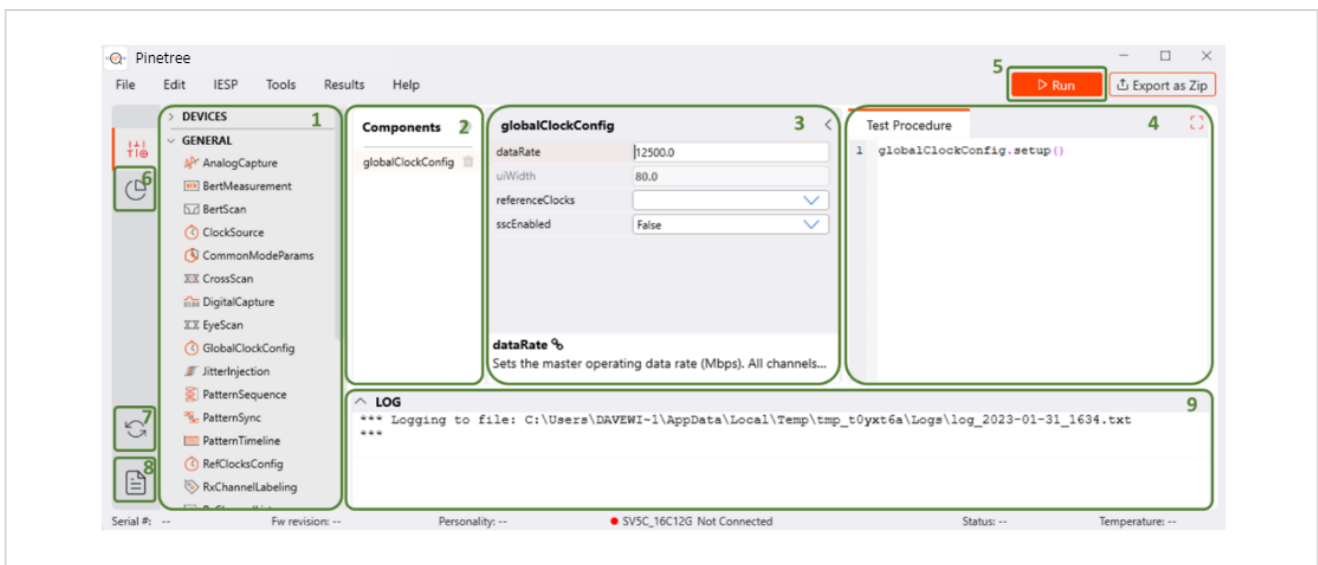 Pinetree
File Edit IESP Tools Results Help
5
Run
Export as Zip
DEVICES
1
GENERAL
AnalogCapture
BertMeasurement
BertScan
ClockSource
CommonModeParams
CrossScan
DigitalCapture
EyeScan
GlobalClockConfig
JitterInjection
PatternSequence
PatternSync
PatternTimeline
RefClocksConfig
RxChannelLabeling
6
7
8
Components 2
globalClockConfig
globalClockConfig 3
dataRate 12500.0
uiWidth 80.0
referenceClocks
sscEnabled False
dataRate
Sets the master operating data rate (Mbps). All channels...
Test Procedure 4
1 globalClockConfig.setup()
LOG 9
*** Logging to file: C:\Users\DAVEWI~1\AppData\Local\Temp\tmp_t0yxt6a\Logs\log_2023-01-31_1634.txt
***
Serial #: -- Fw revision: -- Personality: -- SV5C_16C12G Not Connected Status: -- Temperature: --